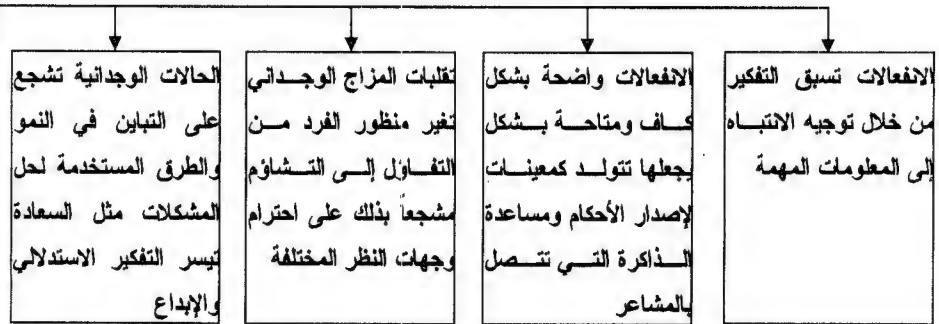 الانفعالات تسبق التفكير
من خلال توجيه الانتباه
إلى المعلومات المهمة
الانفعالات واضحة بشكل
كاف ومتاحة بشكل
يجعلها تتولد كمعينات
لإصدار الأحكام ومساعدة
الذاكرة التي تتصل
بالمشاعر
تقلبات المزاج الوجداني
تغير منظور الفرد من
التفاؤل إلى التشاؤم
مشجعاً بذلك على احترام
وجهات النظر المختلفة
الحالات الوجدانية تشجع
على التباين في النمو
والطرق المستخدمة لحل
المشكلات مثل السعادة
تيسر التفكير الاستدلالي
والإبداع